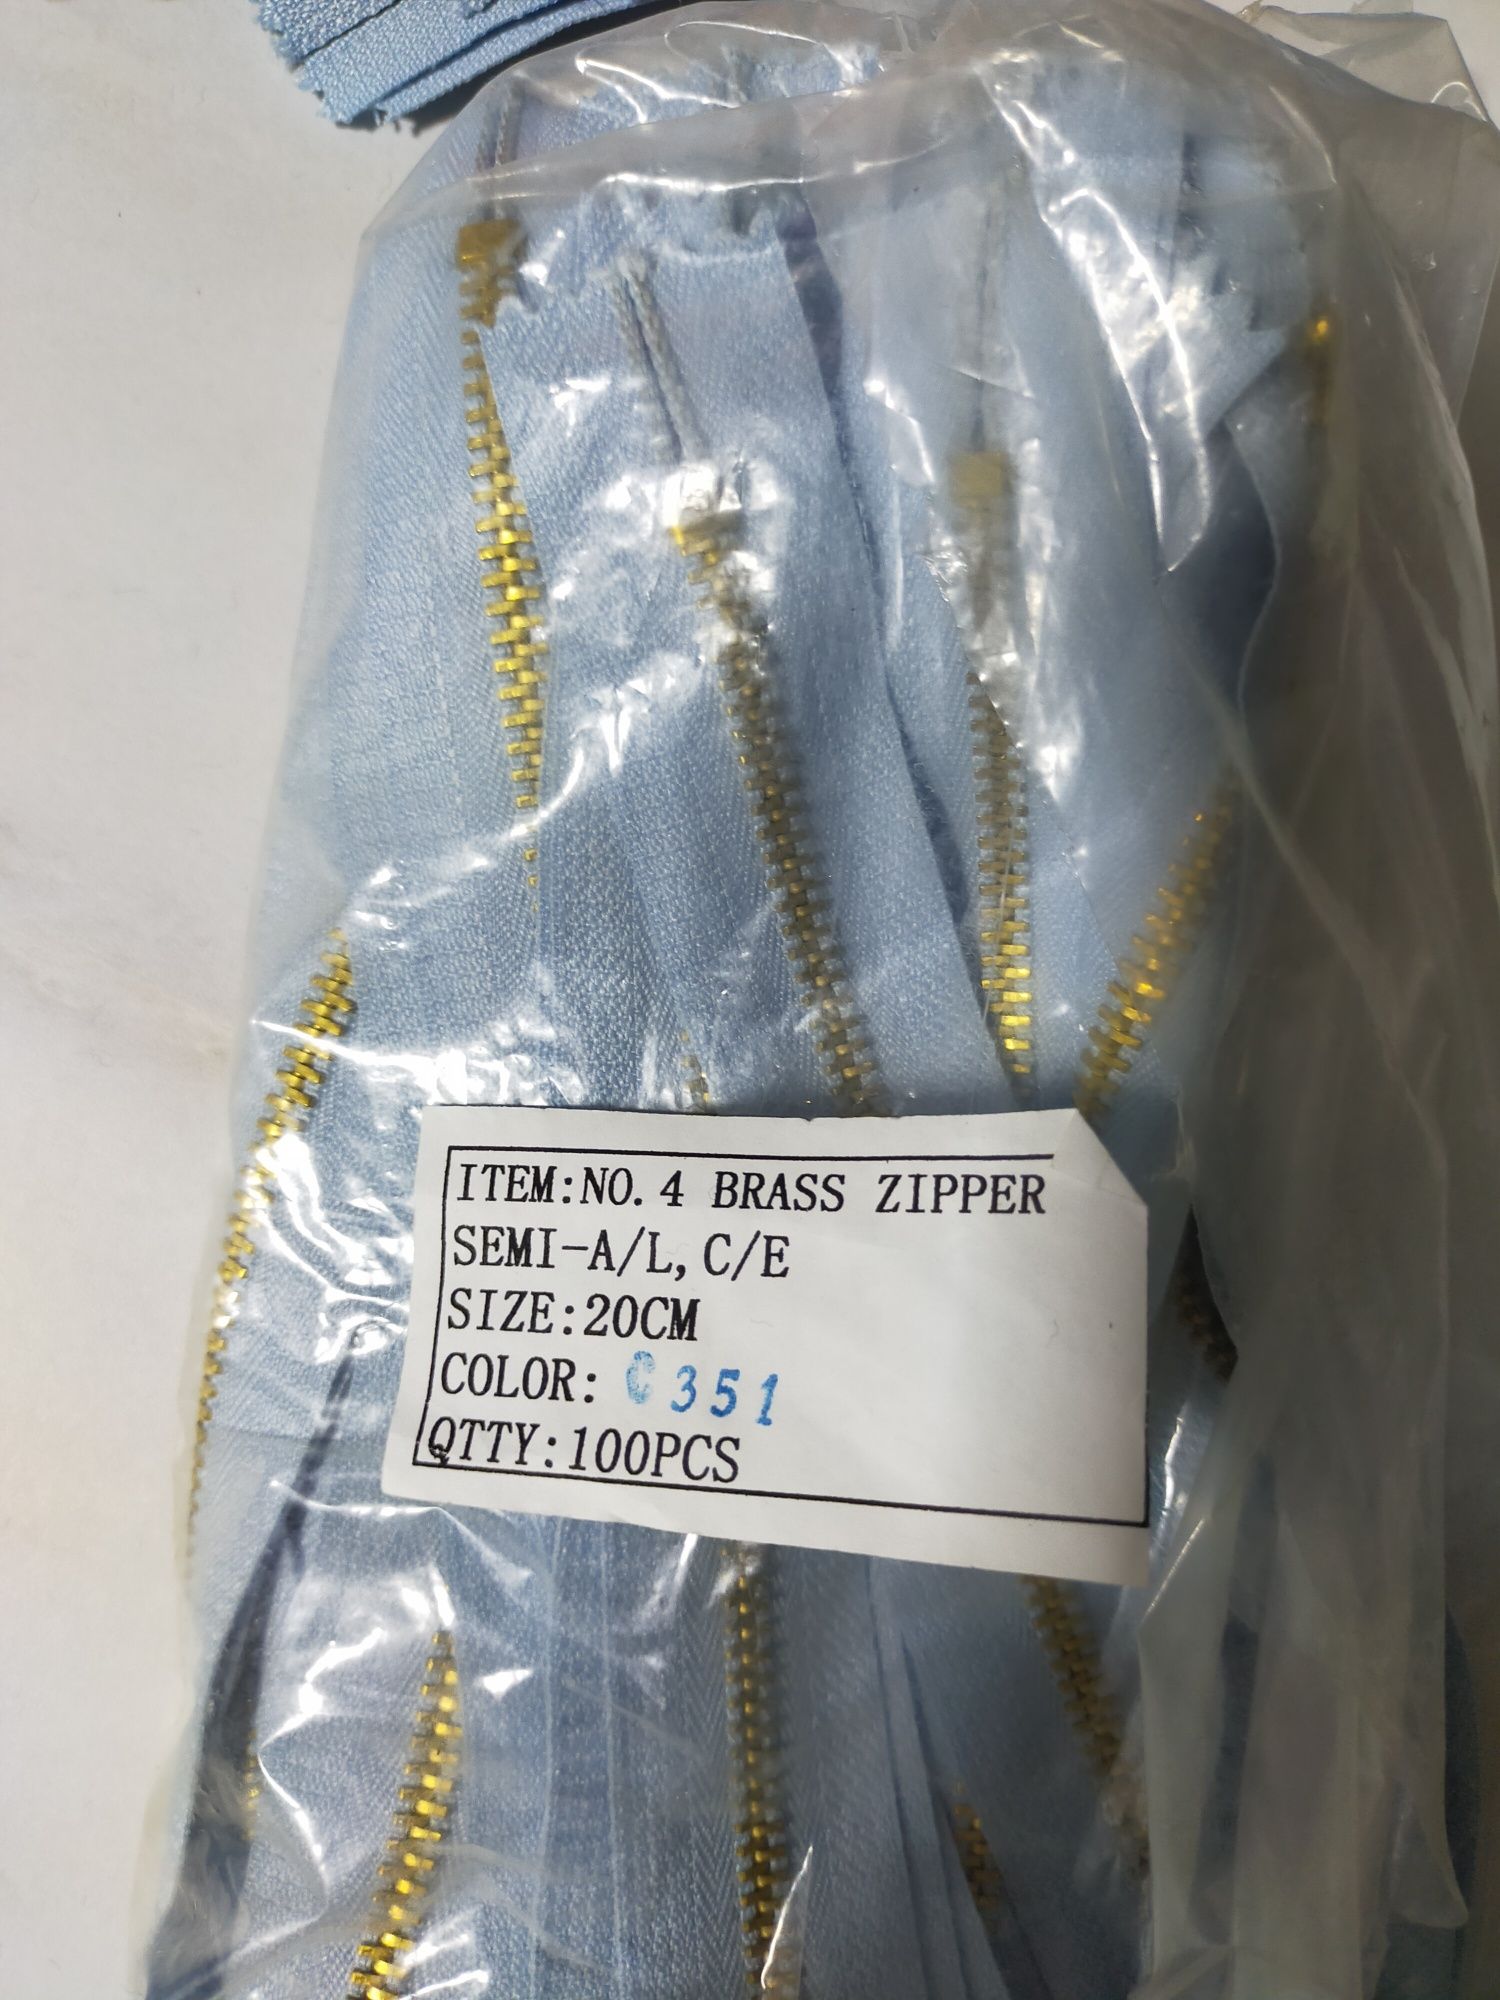 ITEM:NO.4 BRASS ZIPPER
SEMI-A/L,C/E
SIZE:20CM
COLOR: C351
QTTY:100PCS